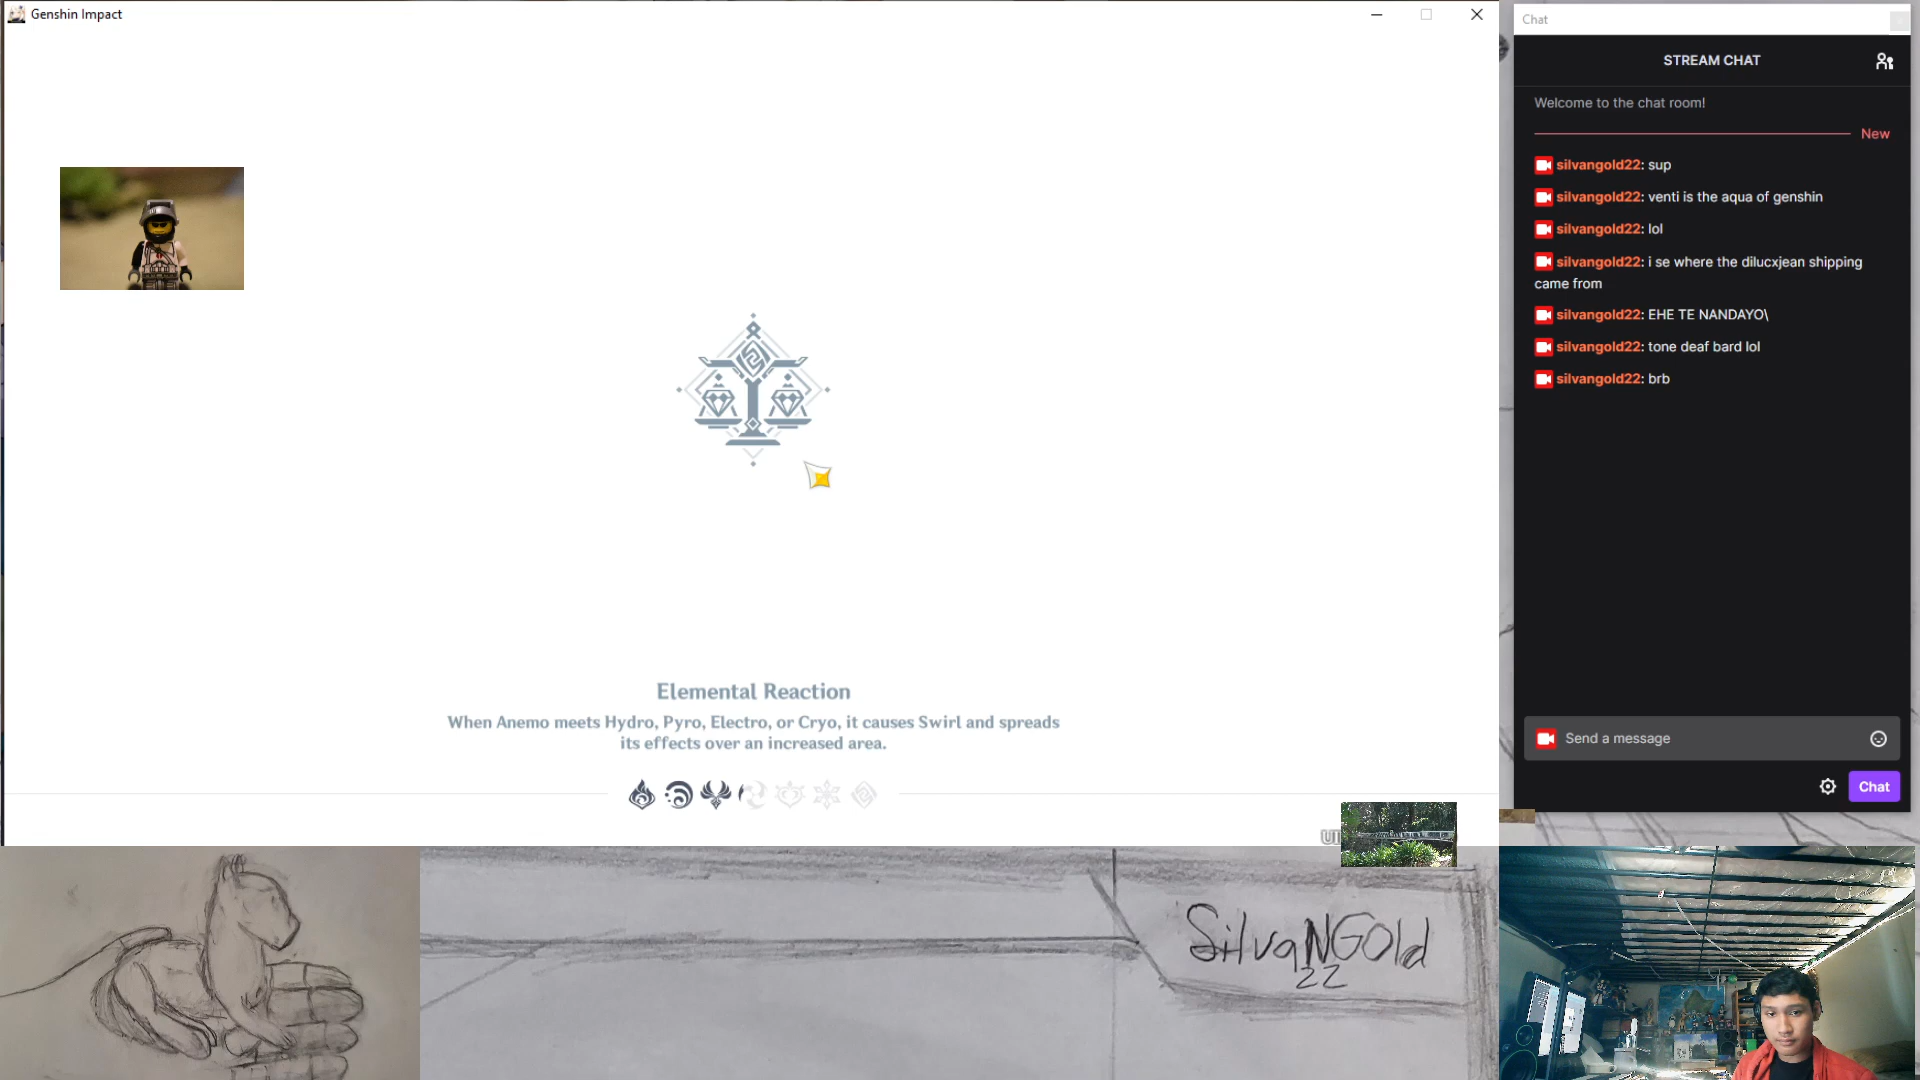 Genshin Impact
Chat
STREAM CHAT
Welcome to the chat room!
New
silvangold22: sup
silvangold22: venti is the aqua of genshin
silvangold22: lol
silvangold22: i se where the dilucxjean shipping
came from
silvangold22: EHE TE NANDAYO\
silvangold22: tone deaf bard lol
silvangold22: brb
Elemental Reaction
When Anemo meets Hydro, Pyro, Electro, or Cryo, it causes Swirl and spreads
its effects over an increased area.
Send a message
Chat
SilvaNGOld
22